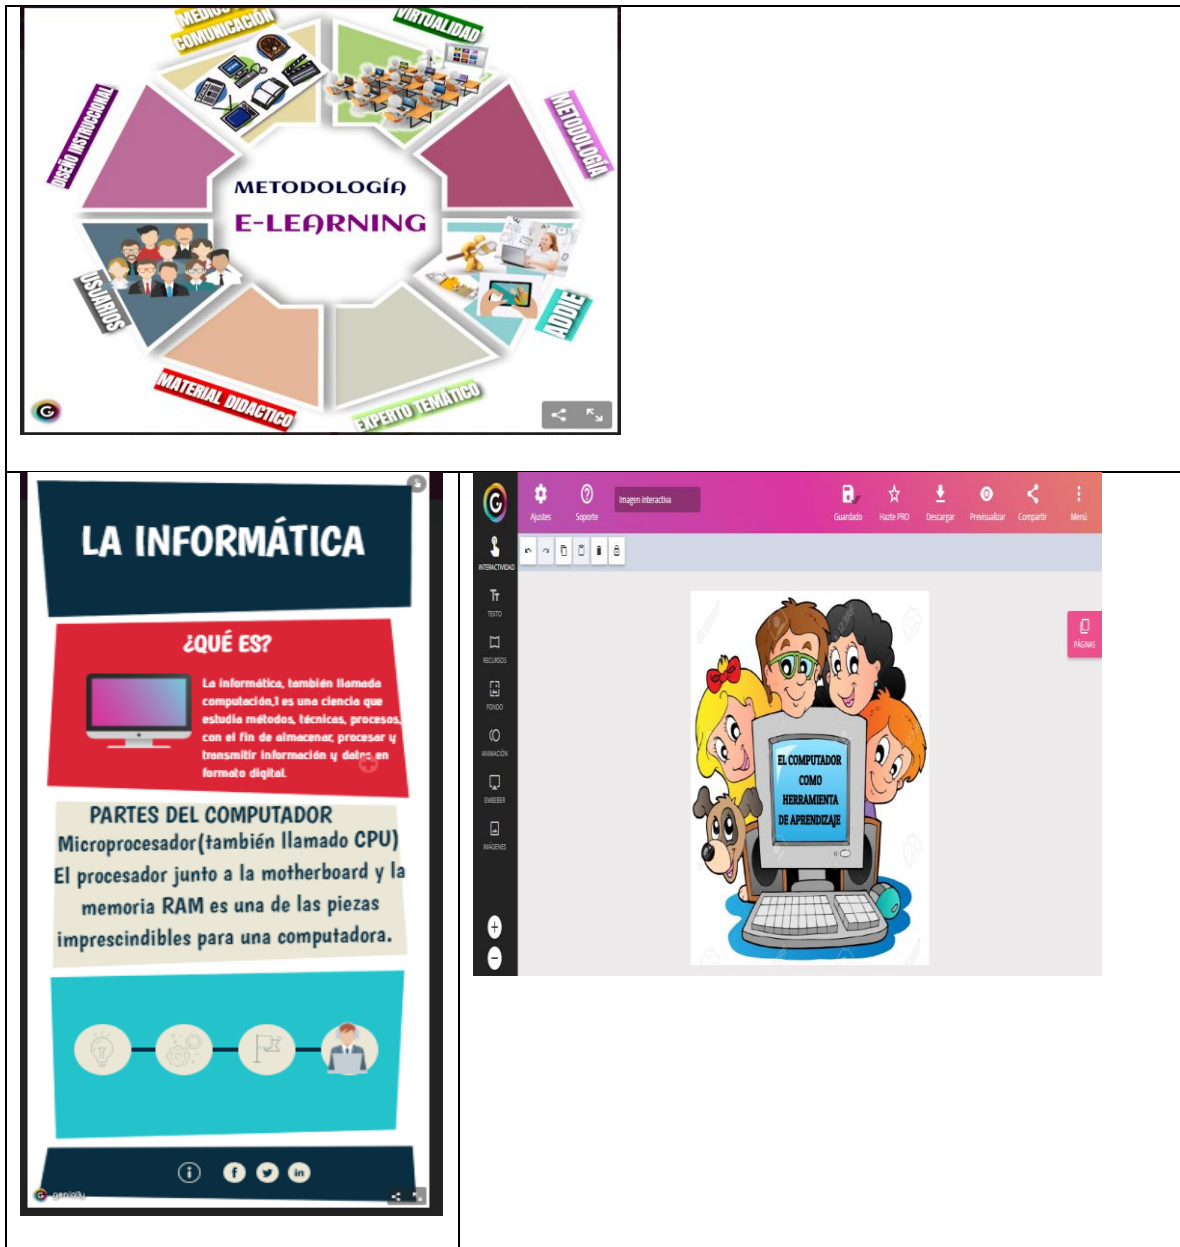 MEDIOS
COMUNICACIÓN
VIRTUALIDAD
DISEÑO INSTRUCCIONAL
METODOLOGÍA
METODOLOGÍA
E-LEARNING
USUARIOS
ADDIE
MATERIAL DIDACTICO
EXPERTO TEMÁTICO
LA INFORMÁTICA
¿QUÉ ES?
La informática, también llamada
computación,1 es una ciencia que
estudia métodos, técnicas, procesos,
con el fin de almacenar, procesar y
transmitir información y datos en
formato digital.
PARTES DEL COMPUTADOR
Microprocesador(también llamado CPU)
El procesador junto a la motherboard y la
memoria RAM es una de las piezas
imprescindibles para una computadora.
genially
Ajustes
Soporte
Imagen interactiva
Guardado
Hazte PRO
Descargar
Previsualizar
Compartir
Menú
INTERACTIVIDAD
TEXTO
RECURSOS
FONDO
ANIMACIÓN
EMBEBER
IMÁGENES
PÁGINAS
EL COMPUTADOR
COMO
HERRAMIENTA
DE APRENDIZAJE